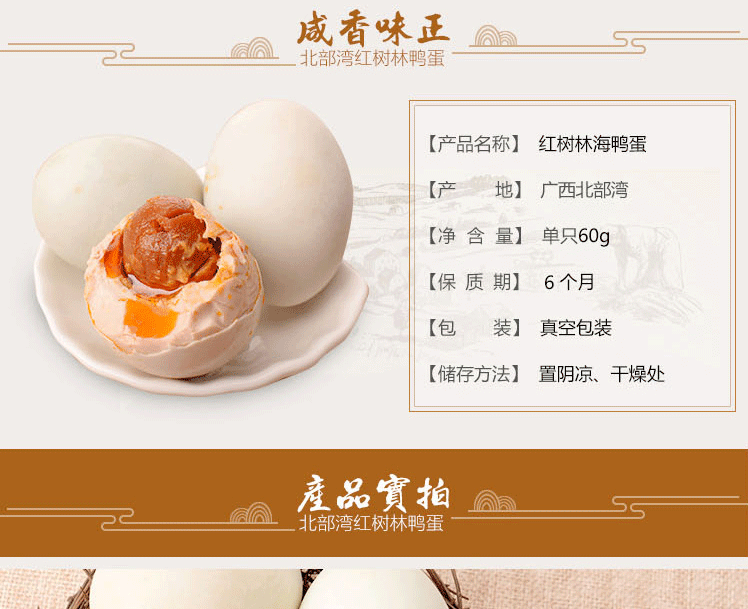 咸香味正
北部湾红树林鸭蛋
【产品名称】 红树林海鸭蛋
【产 地】 广西北部湾
【净 含 量】 单只60g
【保 质 期】 6个月
【包 装】 真空包装
【储存方法】 置阴凉、干燥处
產品實拍
北部湾红树林鸭蛋